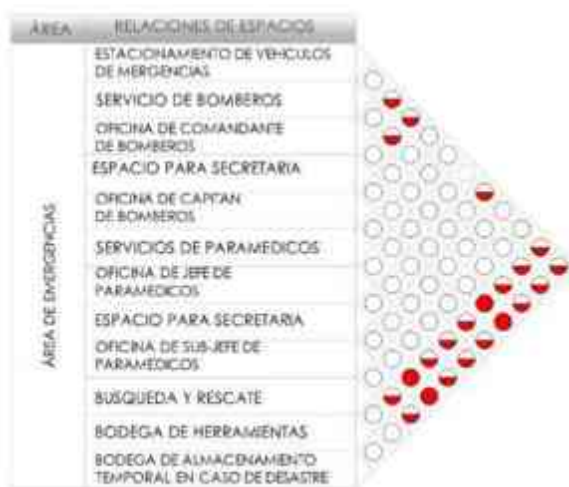 ÁREA RELACIONES DE ESPACIOS
ESTACIONAMIENTO DE VEHICULOS
DE MERGENCIAS
SERVICIO DE BOMBEROS
OFICINA DE COMANDANTE
DE BOMBEROS
ESPACIO PARA SECRETARIA
OFICINA DE CAPITAN
DE BOMBEROS
SERVICIOS DE PARAMEDICOS
OFICINA DE JEFE DE
PARAMEDICOS
ESPACIO PARA SECRETARIA
OFICINA DE SUB-JEFE DE
PARAMEDICOS
BUSQUEDA Y RESCATE
BODEGA DE HERRAMIENTAS
BODEGA DE ALMACENAMIENTO
TEMPORAL EN CASO DE DESASTRE
ÁREA DE EMERGENCIAS